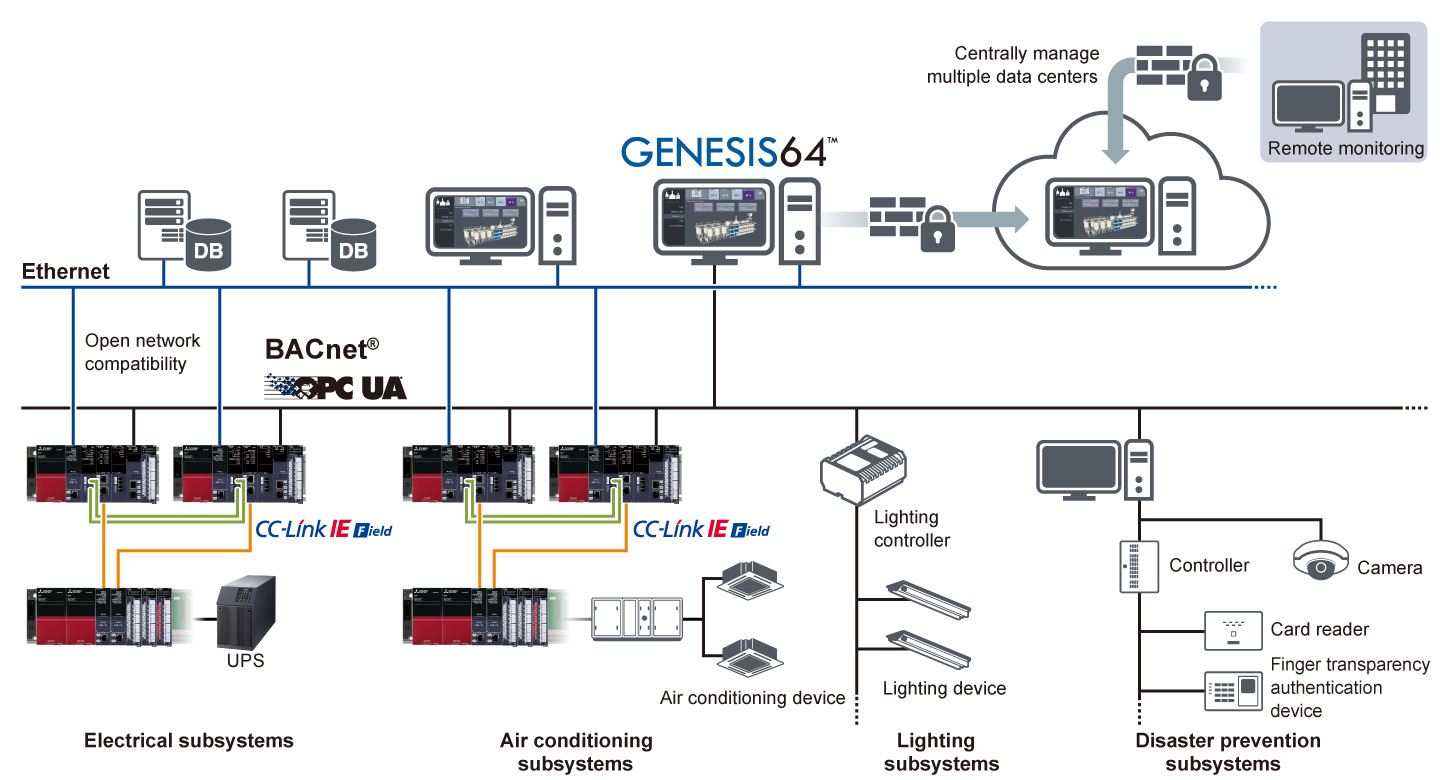 Centrally manage
multiple data centers
Remote monitoring
GENESIS64™
DB
DB
Ethernet
Open network
compatibility
BACnet®
OPC UA
CC-Link IE Field
CC-Link IE Field
Lighting
controller
Controller
Camera
UPS
Card reader
Finger transparency
authentication
device
Air conditioning device
Lighting device
Electrical subsystems
Air conditioning
subsystems
Lighting
subsystems
Disaster prevention
subsystems